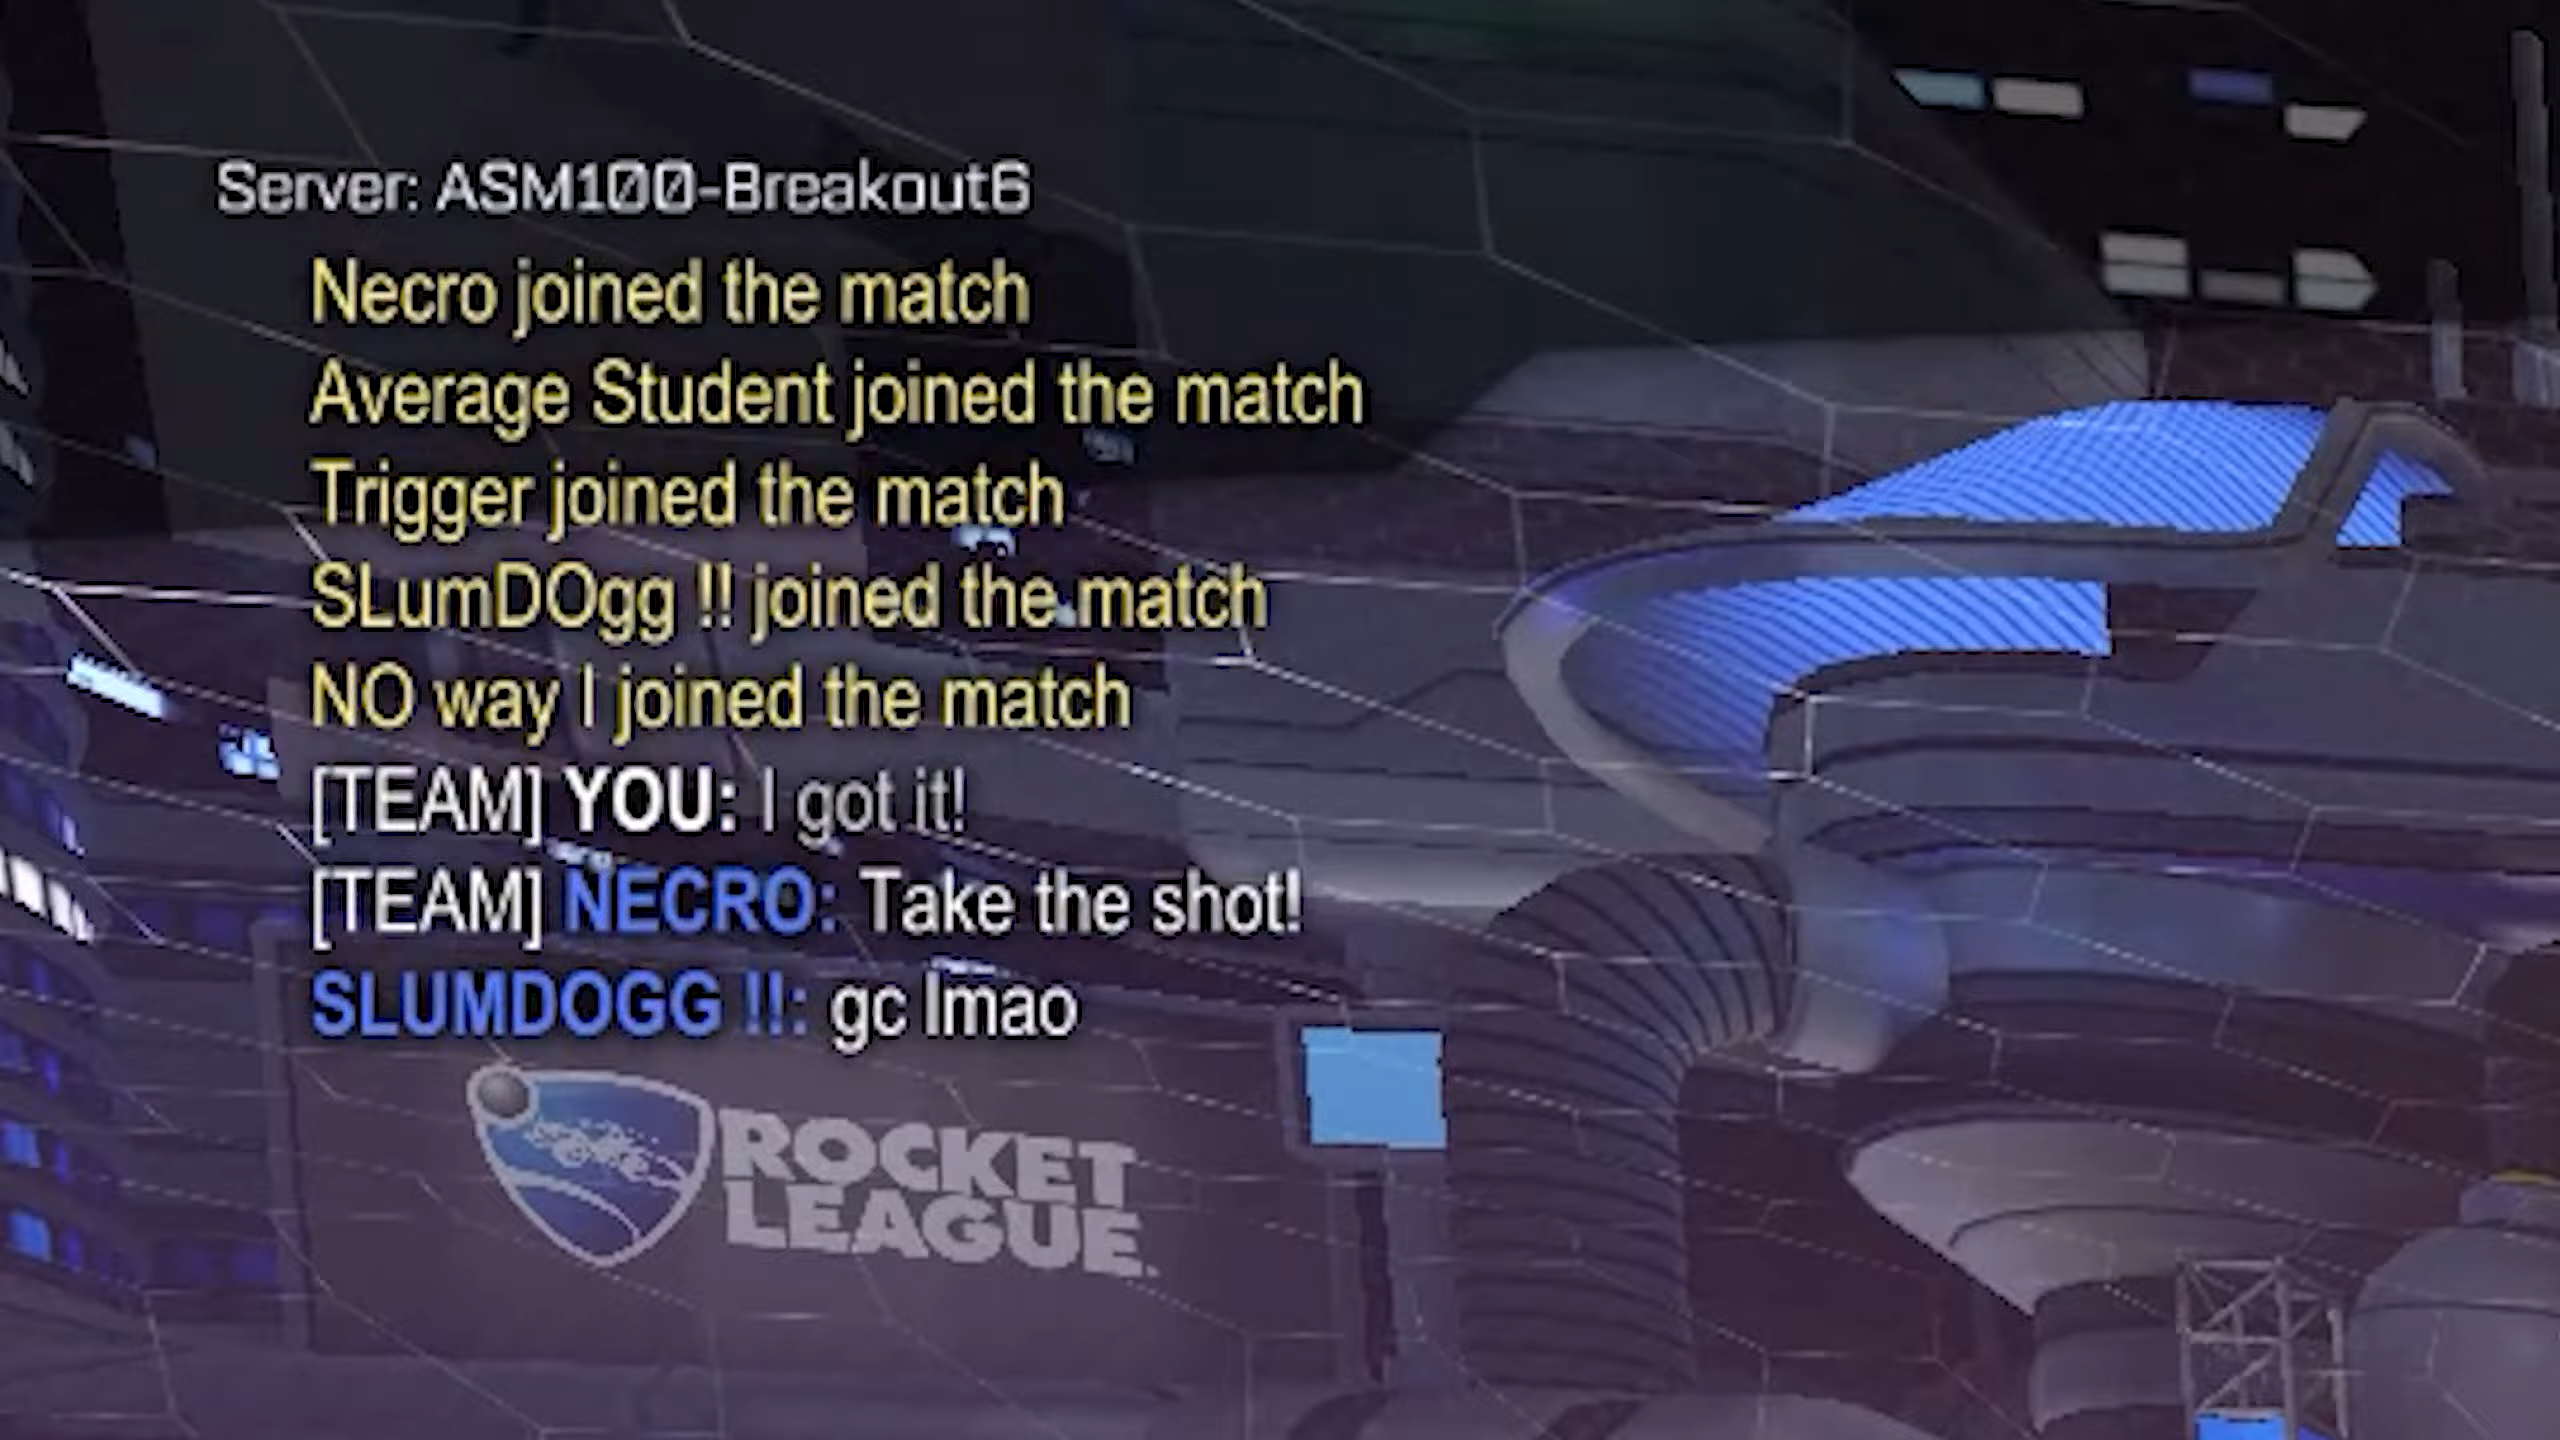 Server: ASM100-Breakout6
Necro joined the match
Average Student joined the match
Trigger joined the match
SLumDOgg !! joined the match
NO way I joined the match
[TEAM] YOU: I got it!
[TEAM] NECRO: Take the shot!
SLUMDOGG !!: gc lmao
ROCKET
LEAGUE.